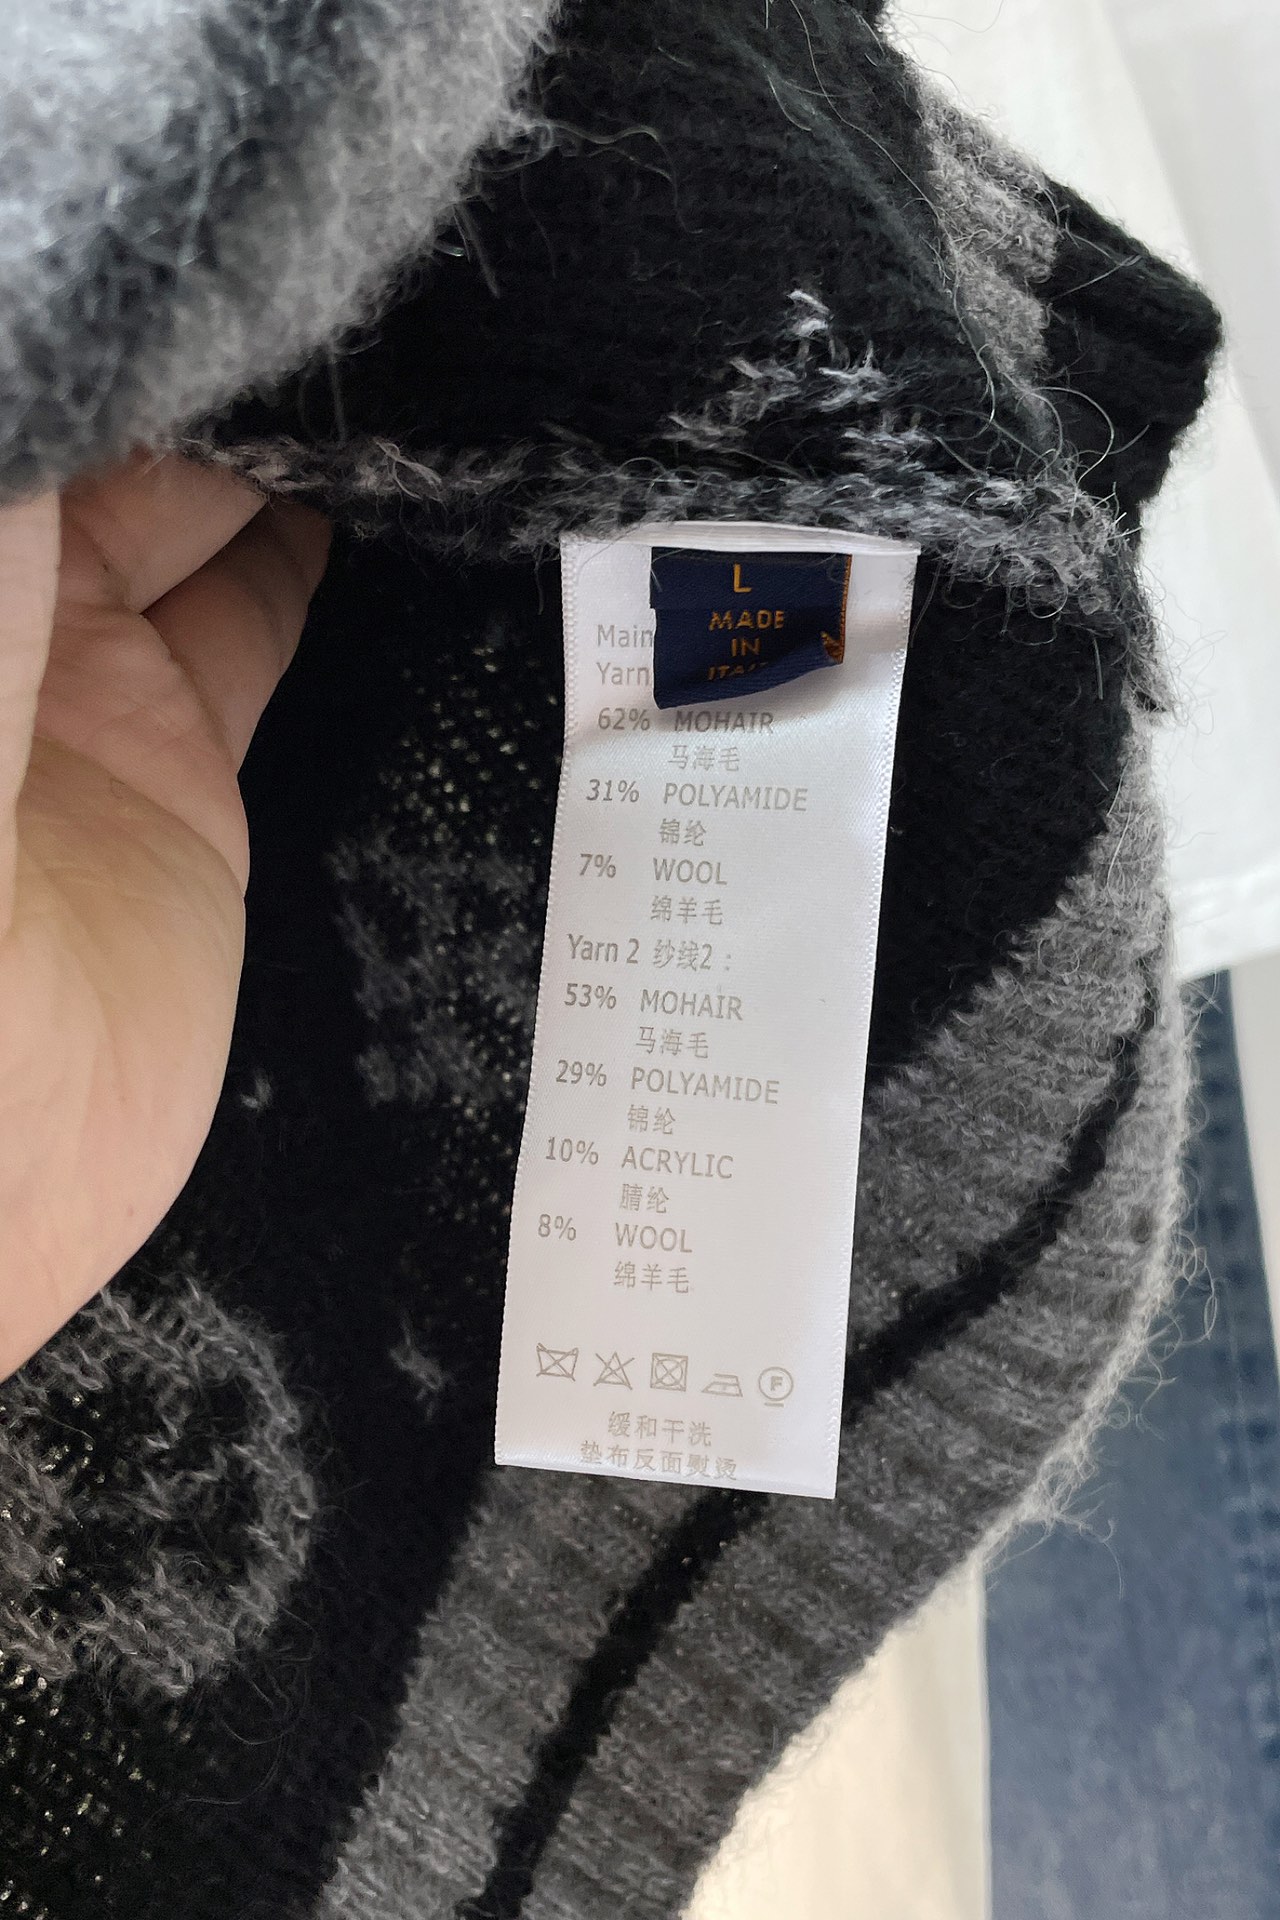 L
MADE
IN
Main
Yarn
62% MOHAIR
马海毛
31% POLYAMIDE
锦纶
7% WOOL
绵羊毛
Yarn 2 纱线2：
53% MOHAIR
马海毛
29% POLYAMIDE
锦纶
10% ACRYLIC
腈纶
8% WOOL
绵羊毛
F
缓和干洗
垫布反面熨烫